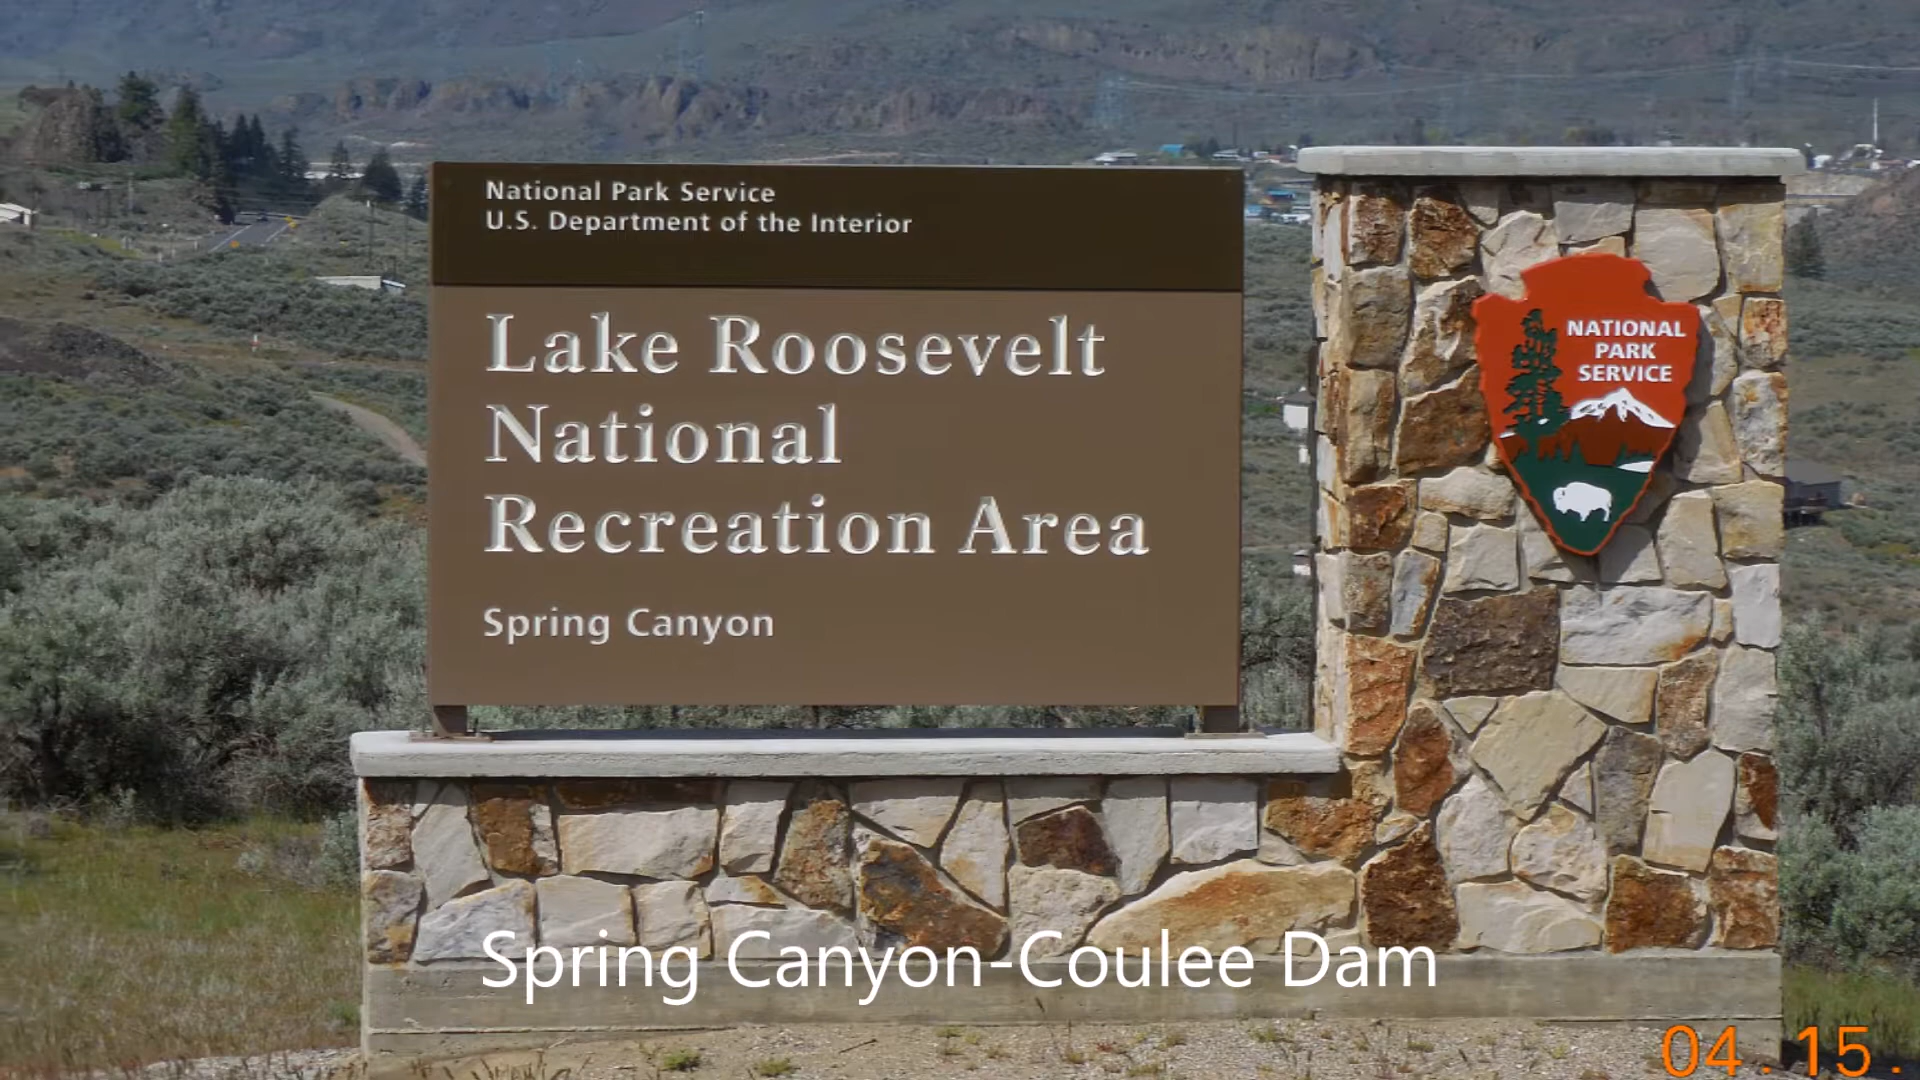 National Park Service
U.S. Department of the Interior
Lake Roosevelt
National
Recreation Area
Spring Canyon
NATIONAL
PARK
SERVICE
Spring Canyon-Coulee Dam
04.15.